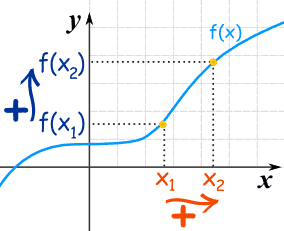 y
f(x)
f(x₂)
+
f(x₁)
x₁ x₂ x
+